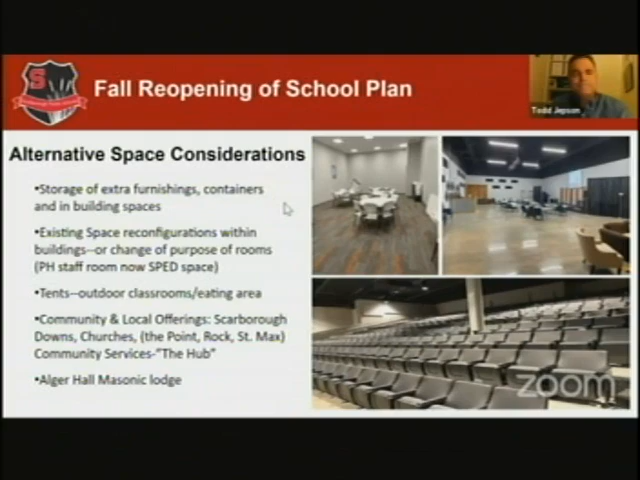 S
Fall Reopening of School Plan
Todd Jepson
Alternative Space Considerations
•Storage of extra furnishings, containers
and in building spaces
•Existing Space reconfigurations within
buildings--or change of purpose of rooms
(PH staff room now SPED space)
•Tents--outdoor classrooms/eating area
•Community & Local Offerings: Scarborough
Downs, Churches, (the Point, Rock, St. Max)
Community Services-"The Hub"
•Alger Hall Masonic lodge
zoom